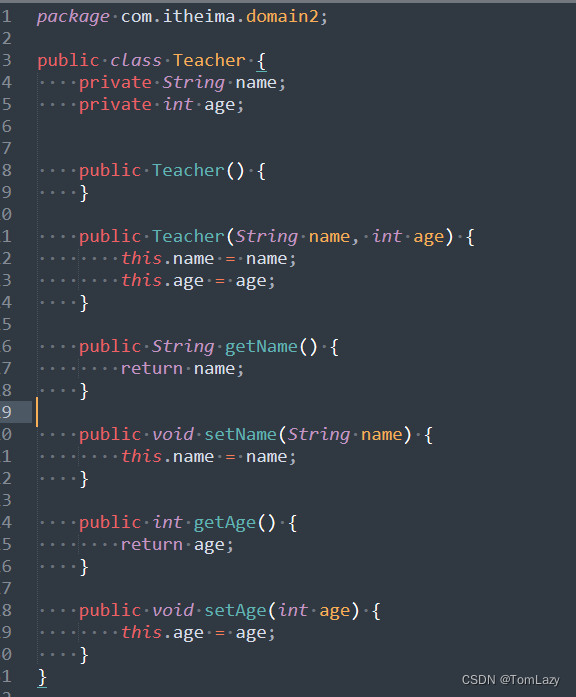 1 package com.itheima.domain2;
2
3 public class Teacher {
4 ····private String name;
5 ····private int age;
6
7
8 ····public Teacher() {
9 ····}
0
1 ····public Teacher(String name, int age) {
2 ········this.name = name;
3 ········this.age = age;
4 ····}
5
6 ····public String getName() {
7 ········return name;
8 ····}
9
0 ····public void setName(String name) {
1 ········this.name = name;
2 ····}
3
4 ····public int getAge() {
5 ········return age;
6 ····}
7
8 ····public void setAge(int age) {
9 ········this.age = age;
0 ····}
1 }
CSDN @TomLazy